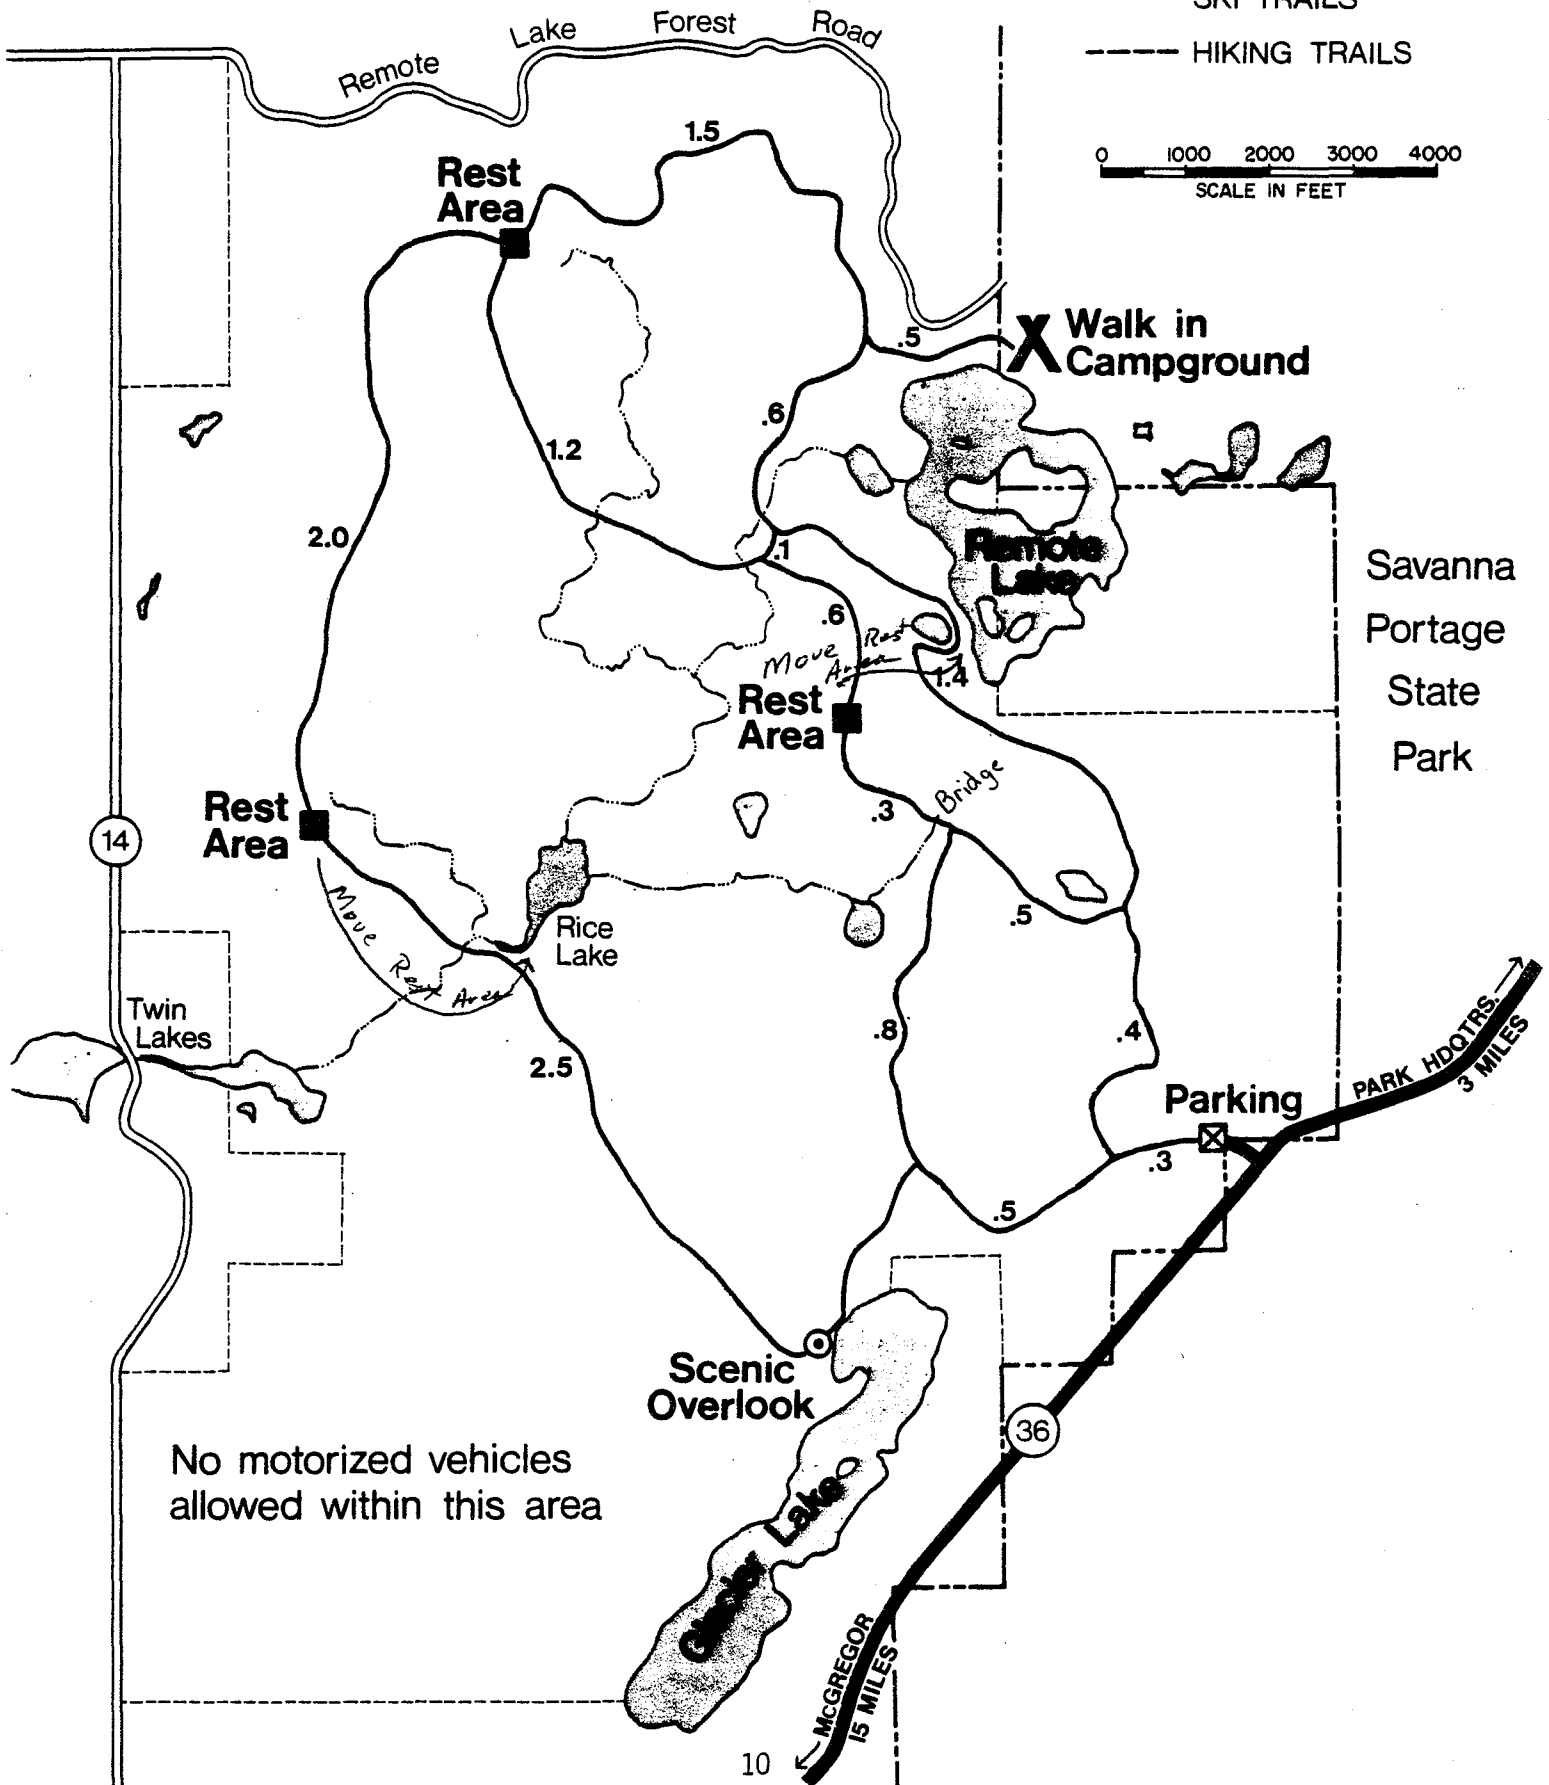 SKI TRAILS
HIKING TRAILS
Remote Lake Forest Road
0 1000 2000 3000 4000
SCALE IN FEET
1.5
Rest
Area
.5
Walk in
Campground
.6
1.2
2.0
.1
Remote
Lake
.6
Move Rest
Area
1.4
Rest
Area
Savanna
Portage
State
Park
Bridge
.3
Rest
Area
14
Move Rest Area
Rice
Lake
.5
Twin
Lakes
2.5
.8
.4
Parking
.3
PARK HDQTRS.
3 MILES
.5
Scenic
Overlook
36
No motorized vehicles
allowed within this area
Glacier Lake
McGREGOR
15 MILES
10